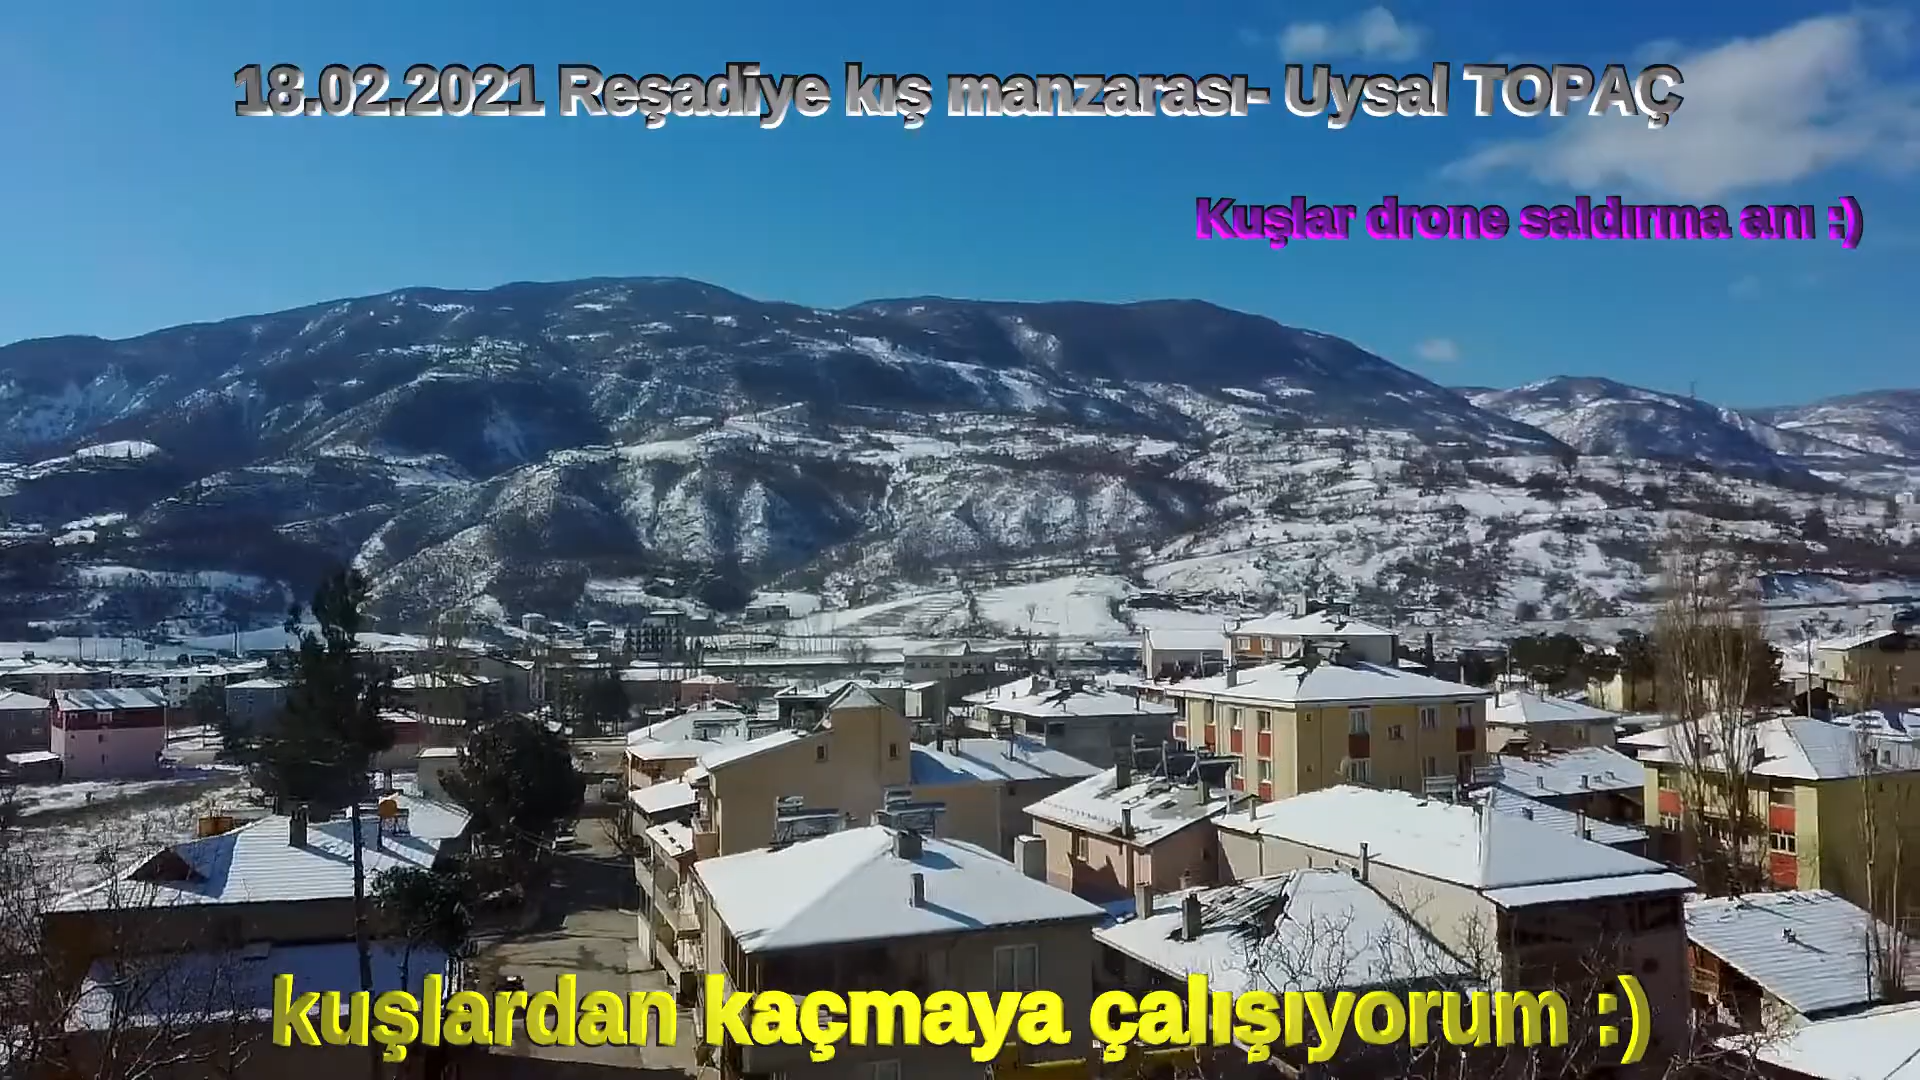 18.02.2021 Reşadiye kış manzarası- Uysal TOPAÇ
Kuşlar drone saldırma anı :)
kuşlardan kaçmaya çalışıyorum :)